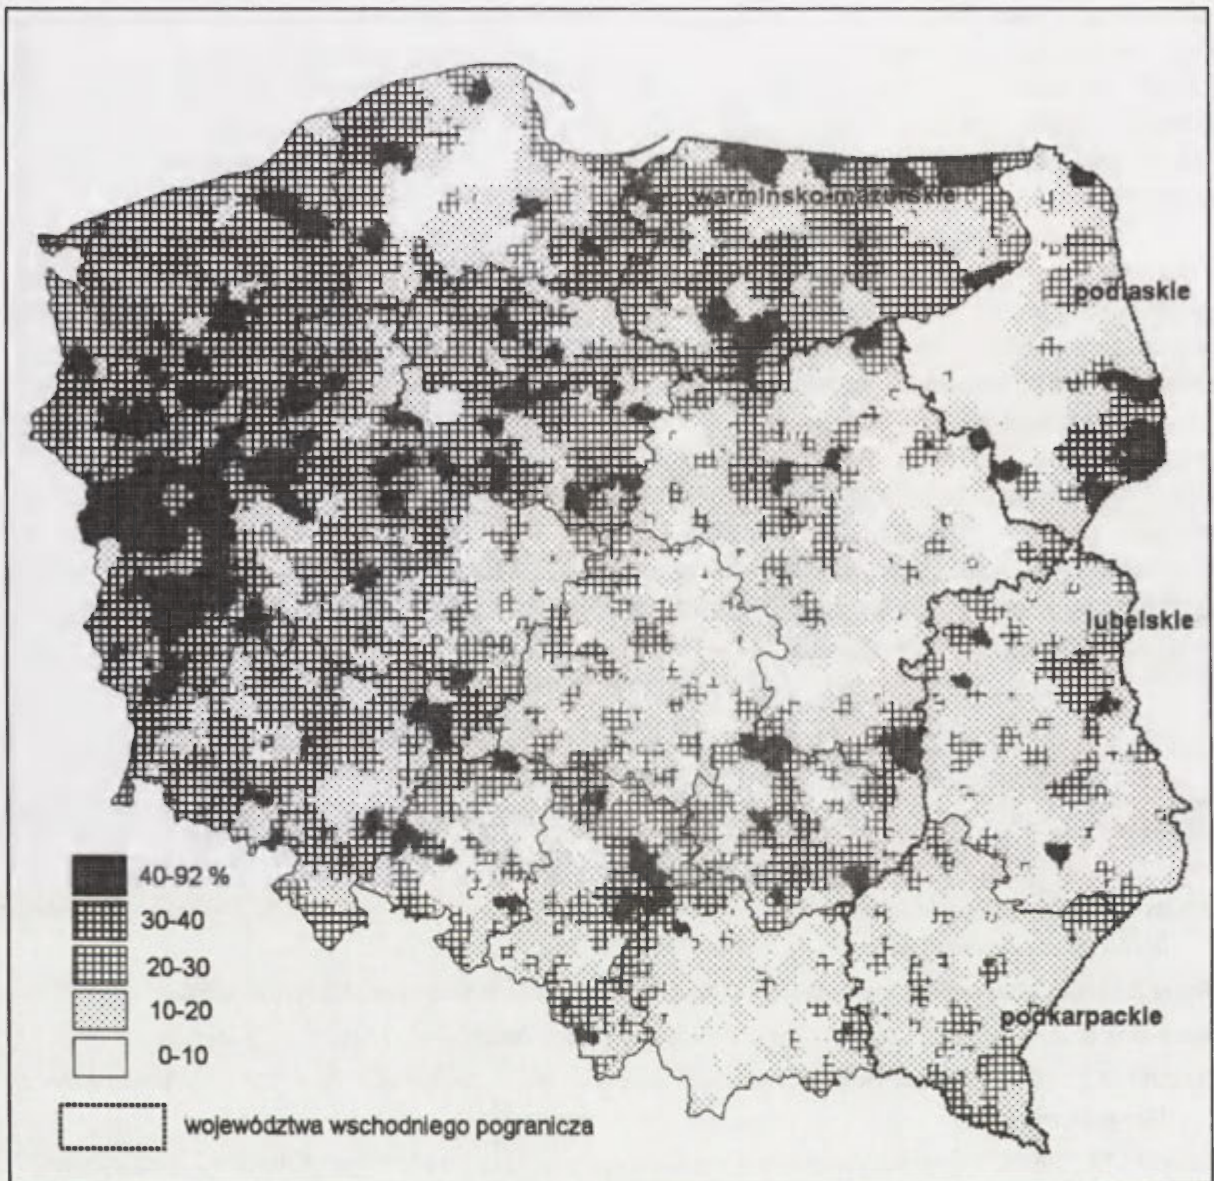 warmińsko-mazurskie
podlaskie
lubelskie
podkarpackie
40-92 %
30-40
20-30
10-20
0-10
województwa wschodniego pogranicza